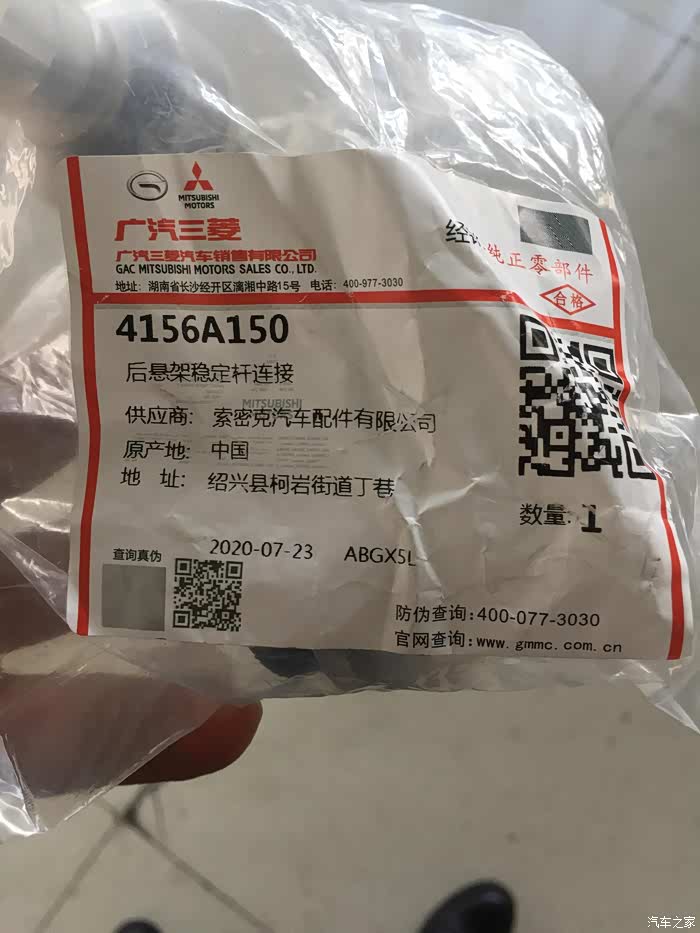 MITSUBISHI
MOTORS
广汽三菱
广汽三菱汽车销售有限公司
GAC MITSUBISHI MOTORS SALES CO., LTD.
地址: 湖南省长沙经开区漓湘中路15号 电话: 400-977-3030
纯正零部件
合格
4156A150
后悬架稳定杆连接
MITSUBISHI
供应商: 索密克汽车配件有限公司
原产地: 中国
地 址: 绍兴县柯岩街道丁巷
数量: 1
2020-07-23 ABGX5L
查询真伪
防伪查询:400-077-3030
官网查询:www.gmmc.com.cn
汽车之家